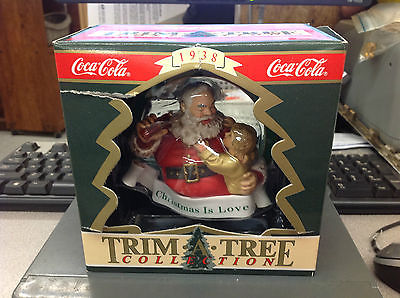 1938
Coca-Cola
Coca-Cola
Christmas Is Love
TRIM·A·TREE
COLLECTION